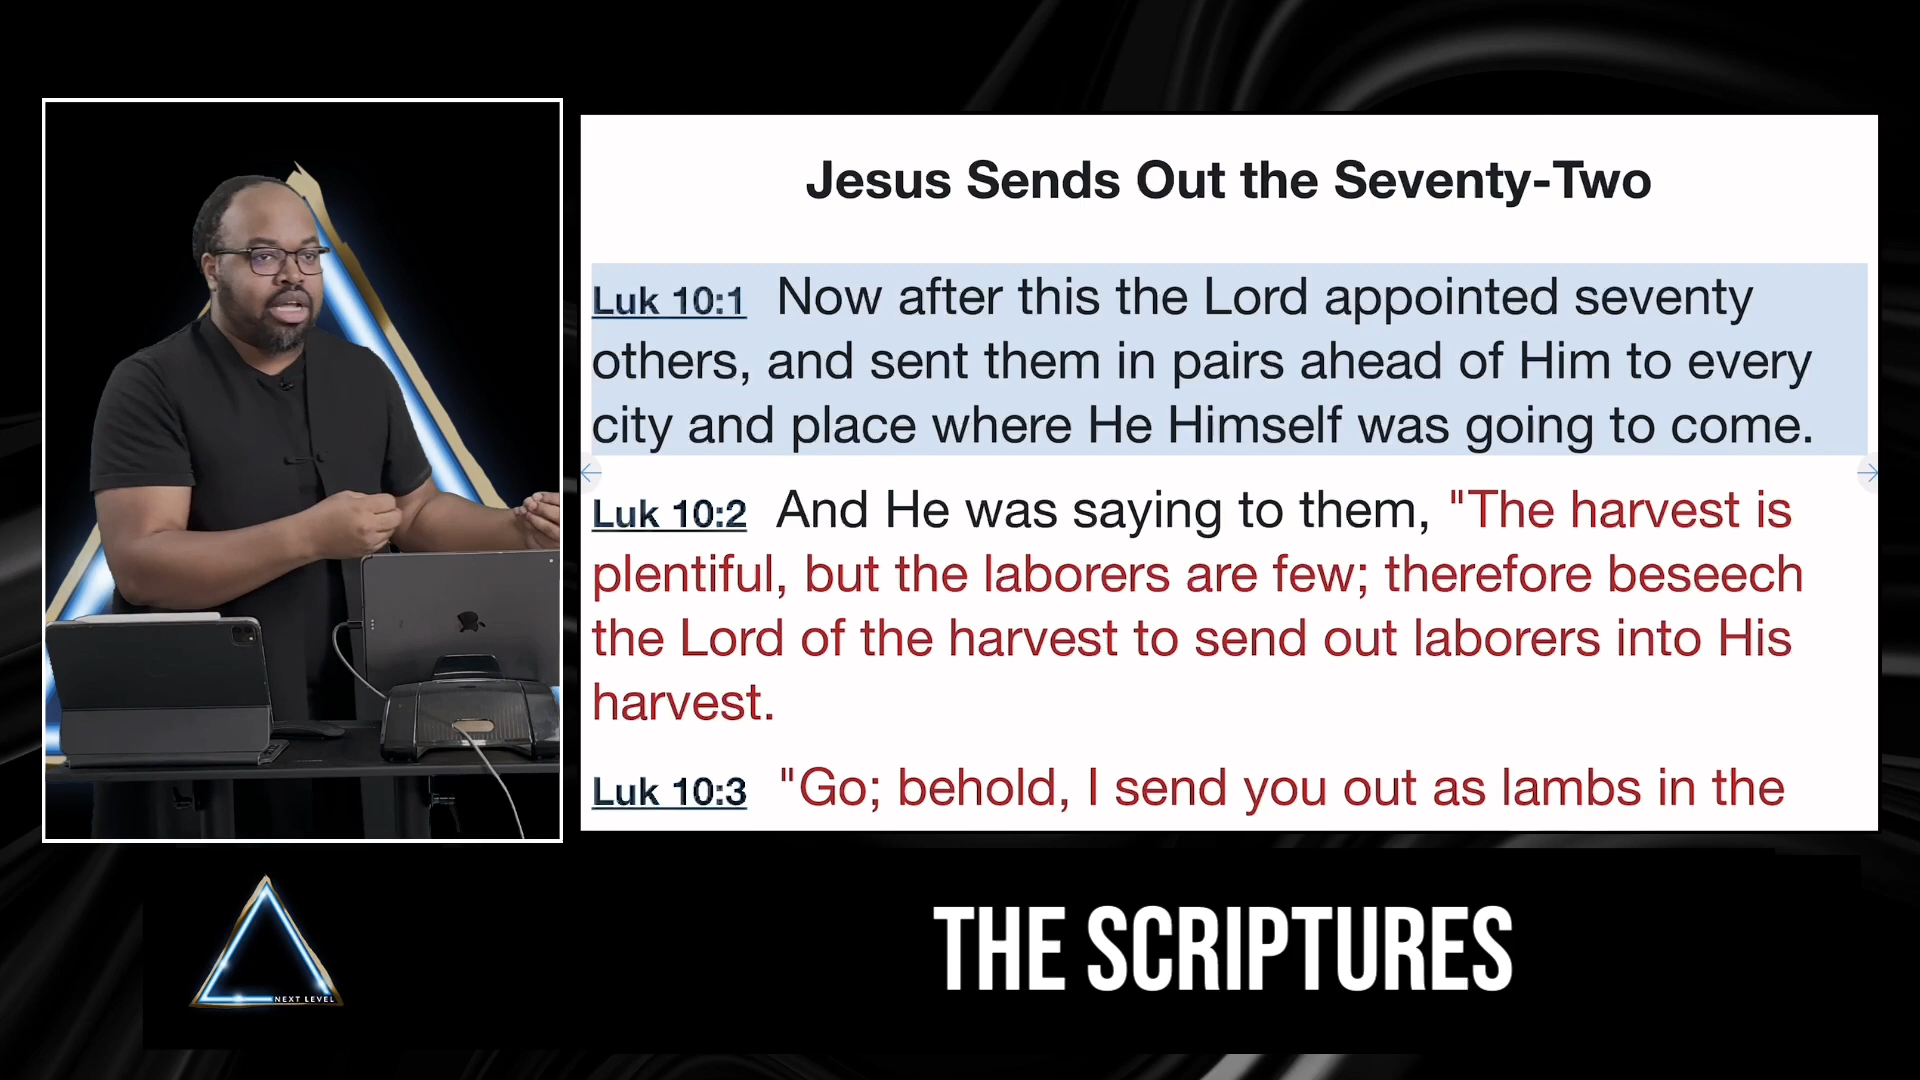 Jesus Sends Out the Seventy-Two
Luk 10:1 Now after this the Lord appointed seventy
others, and sent them in pairs ahead of Him to every
city and place where He Himself was going to come.
Luk 10:2 And He was saying to them, "The harvest is
plentiful, but the laborers are few; therefore beseech
the Lord of the harvest to send out laborers into His
harvest.
Luk 10:3 "Go; behold, I send you out as lambs in the
NEXT LEVEL
THE SCRIPTURES